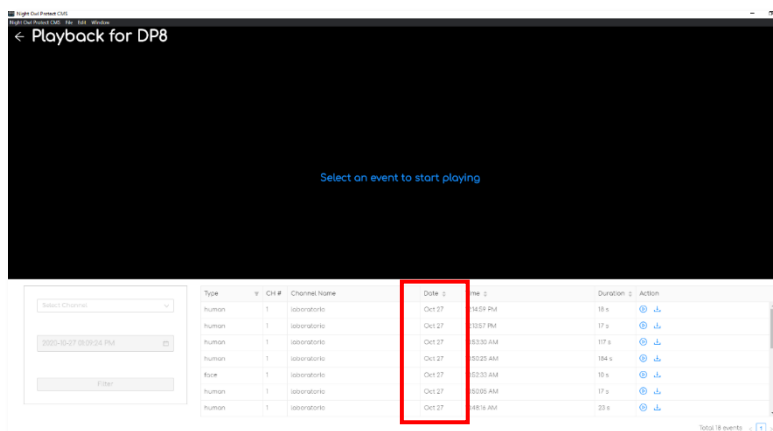 Night Owl Protect CMS
Night Owl Protect CMS File Edit Window
← Playback for DP8
Select an event to start playing
Type CH # Channel Name Date Duration Action
Select Channel
human 1 laboratorio Oct 27 18 s
human 1 laboratorio Oct 27 17 s
2020-10-27 01:39:24 PM
human 1 laboratorio Oct 27 117 s
human 1 laboratorio Oct 27 184 s
Filter
face 1 laboratorio Oct 27 18 s
human 1 laboratorio Oct 27 17 s
human 1 laboratorio Oct 27 23 s
Total 18 events < 1 >